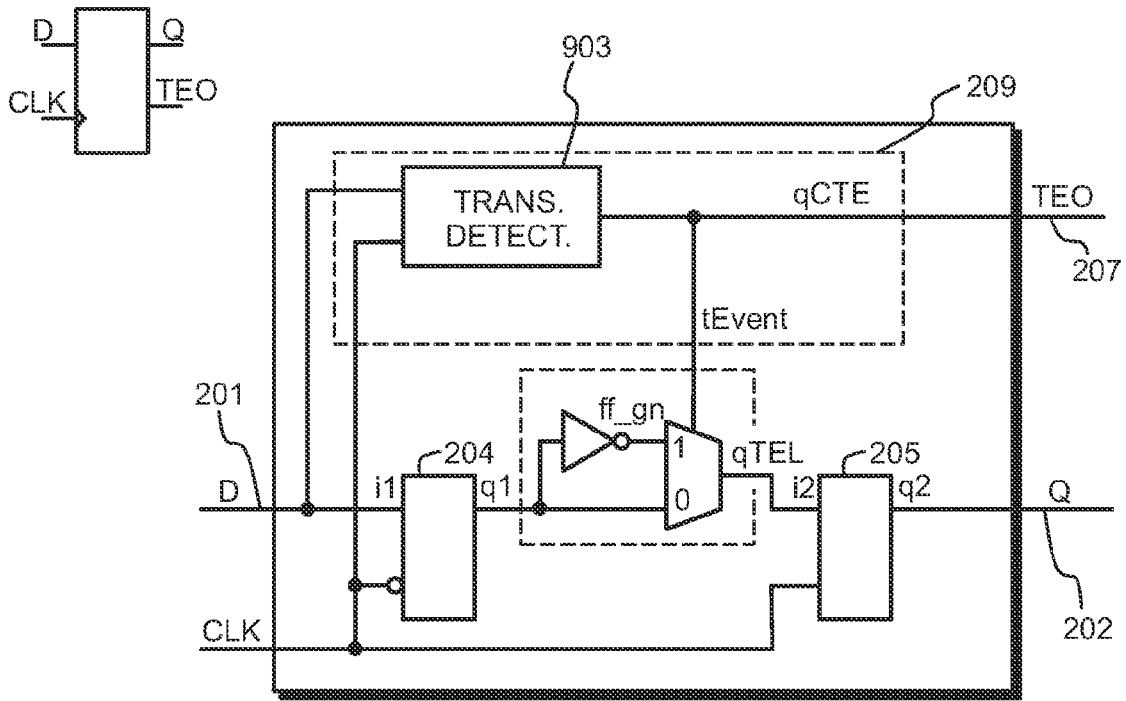 D
Q
CLK
TEO
903
209
TRANS.
DETECT.
qCTE
TEO
207
tEvent
201
ff_gn
1
qTEL
204
205
D
i1
q1
0
i2
q2
Q
CLK
202